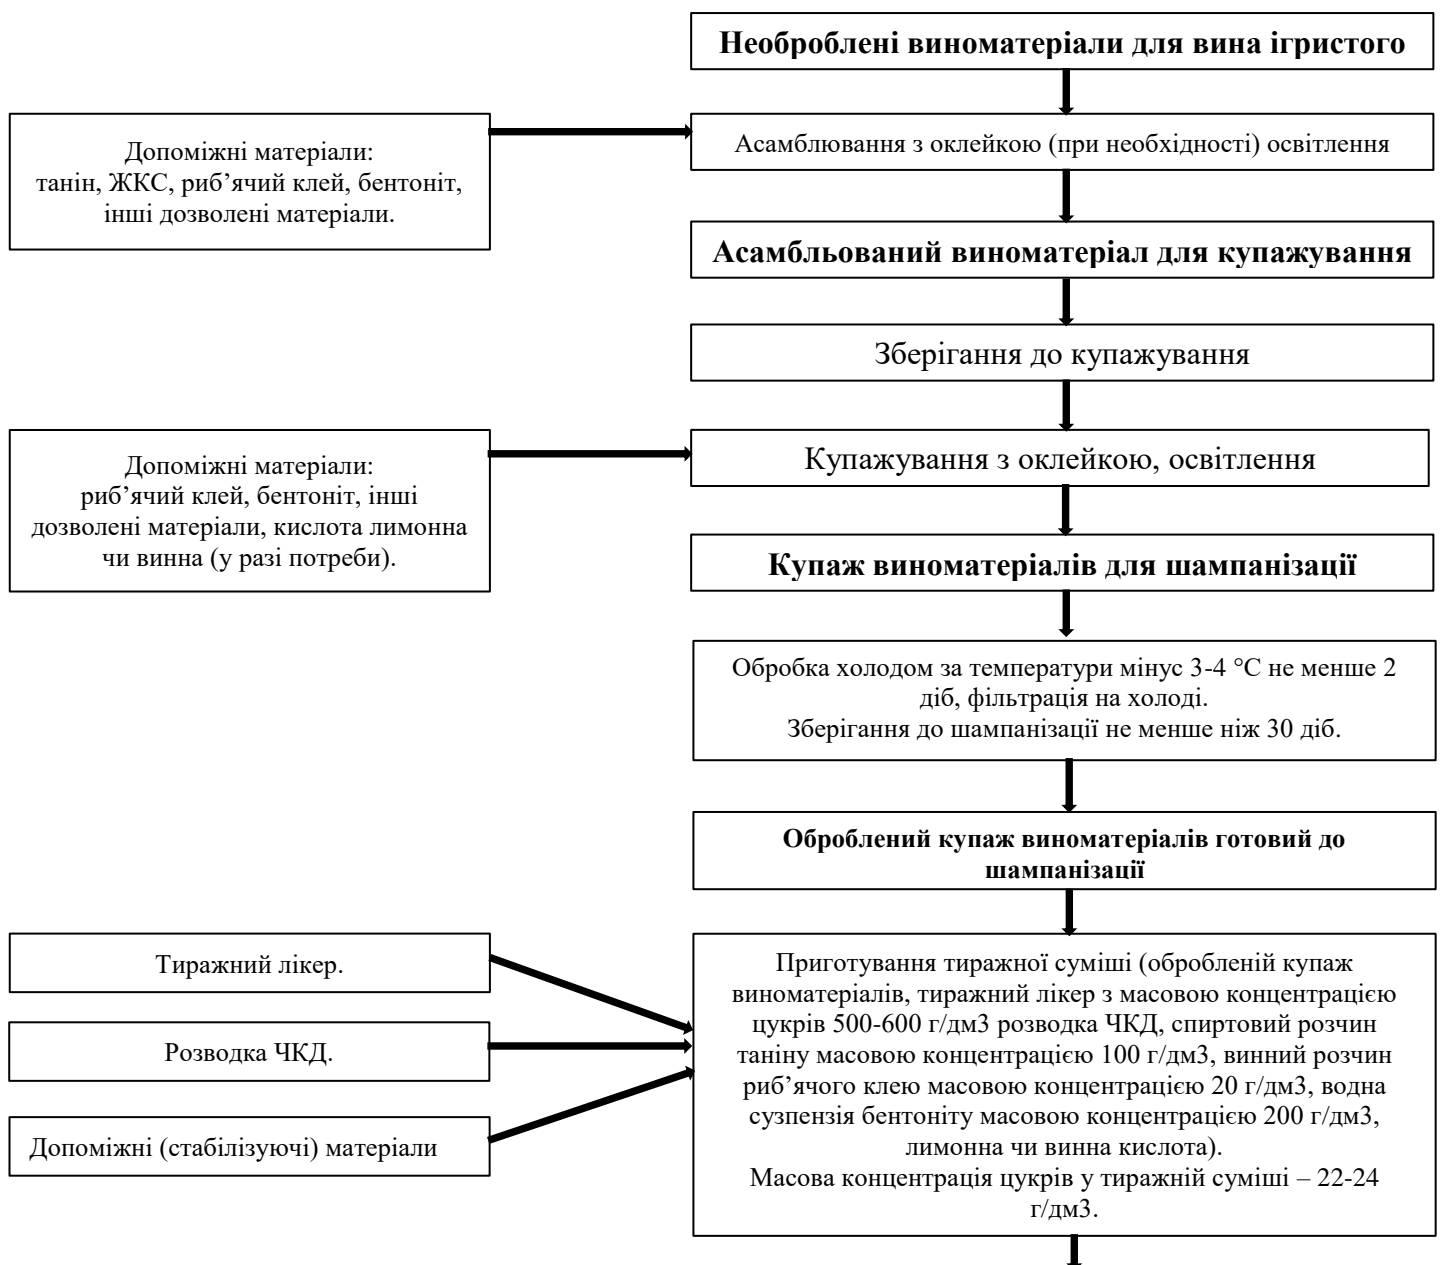 Необроблені виноматеріали для вина ігристого
Допоміжні матеріали:
танін, ЖКС, риб’ячий клей, бентоніт,
інші дозволені матеріали.
Асамблювання з оклейкою (при необхідності) освітлення
Асамбльований виноматеріал для купажування
Зберігання до купажування
Допоміжні матеріали:
риб’ячий клей, бентоніт, інші
дозволені матеріали, кислота лимонна
чи винна (у разі потреби).
Купажування з оклейкою, освітлення
Купаж виноматеріалів для шампанізації
Обробка холодом за температури мінус 3-4 °С не менше 2
діб, фільтрація на холоді.
Зберігання до шампанізації не менше ніж 30 діб.
Оброблений купаж виноматеріалів готовий до
шампанізації
Тиражний лікер.
Розводка ЧКД.
Допоміжні (стабілізуючі) матеріали
Приготування тиражної суміші (обробленій купаж
виноматеріалів, тиражний лікер з масовою концентрацією
цукрів 500-600 г/дм3 розводка ЧКД, спиртовий розчин
таніну масовою концентрацією 100 г/дм3, винний розчин
риб’ячого клею масовою концентрацією 20 г/дм3, водна
сузпензія бентоніту масовою концентрацією 200 г/дм3,
лимонна чи винна кислота).
Масова концентрація цукрів у тиражній суміші – 22-24
г/дм3.